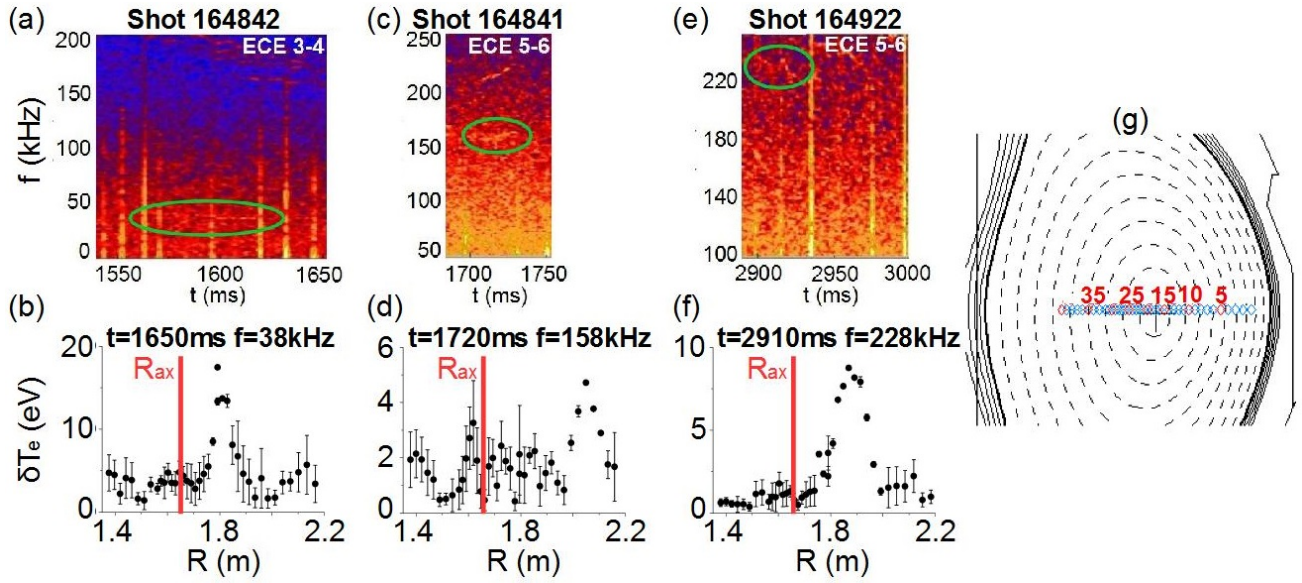 (a) Shot 164842
ECE 3-4
200
150
100
50
0
f (kHz)
1550 1600 1650
t (ms)
(c) Shot 164841
ECE 5-6
250
200
150
100
50
1700 1750
t (ms)
(e) Shot 164922
ECE 5-6
220
180
140
100
2900 2950 3000
t (ms)
(g)
35 25 15 10 5
(b)
t=1650ms f=38kHz
Rax
20
10
0
δTe (eV)
1.4 1.8 2.2
R (m)
(d)
t=1720ms f=158kHz
Rax
6
4
2
0
1.4 1.8 2.2
R (m)
(f)
t=2910ms f=228kHz
Rax
10
5
0
1.4 1.8 2.2
R (m)